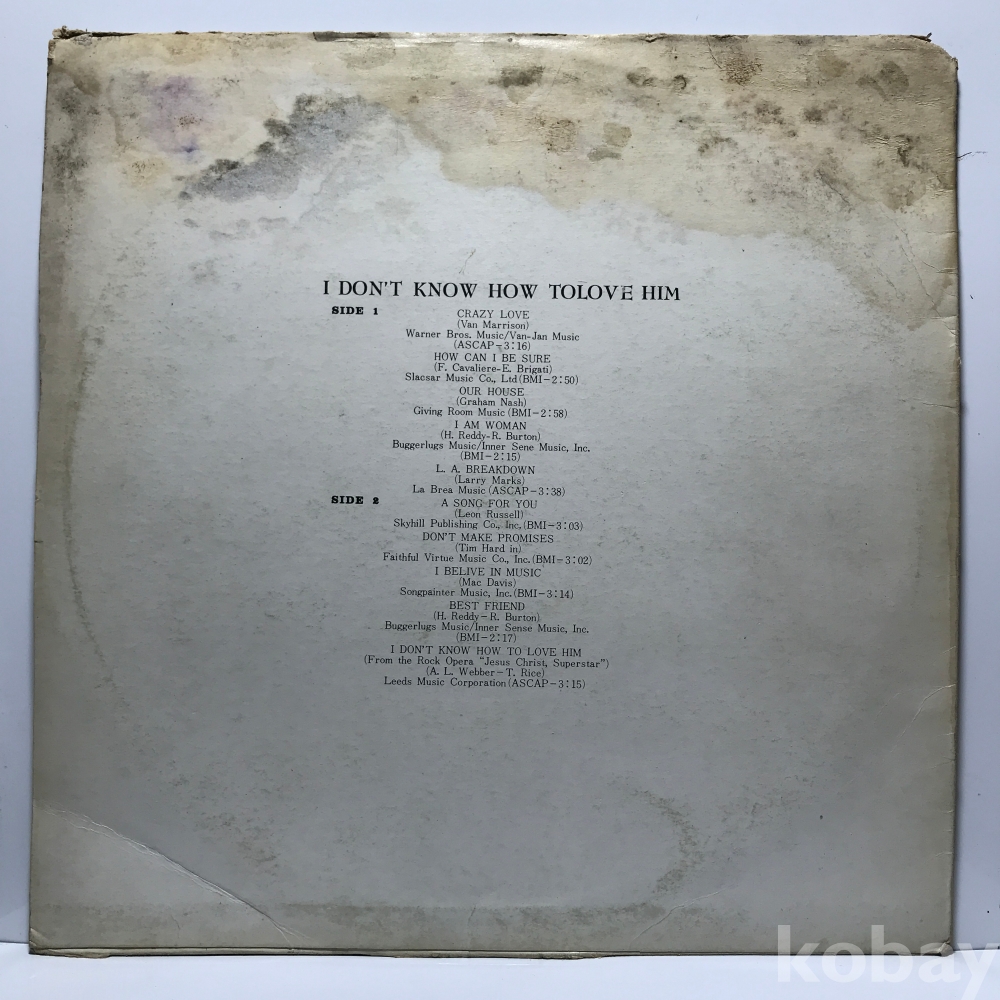 I DON'T KNOW HOW TOLOVE HIM
SIDE 1
CRAZY LOVE
(Van Marrison)
Warner Bros. Music/Van-Jan Music
(ASCAP-3:16)
HOW CAN I BE SURE
(F. Cavaliere-E. Brigati)
Slacsar Music Co., Ltd(BMI-2:50)
OUR HOUSE
(Graham Nash)
Giving Room Music(BMI-2:58)
I AM WOMAN
(H. Reddy-R. Burton)
Buggerlugs Music/Inner Sene Music, Inc.
(BMI-2:15)
L. A. BREAKDOWN
(Larry Marks)
La Brea Music(ASCAP-3:38)
SIDE 2
A SONG FOR YOU
(Leon Russell)
Skyhill Publishing Co., Inc.(BMI-3:03)
DON'T MAKE PROMISES
(Tim Hard in)
Faithful Virtue Music Co., Inc.(BMI-3:02)
I BELIVE IN MUSIC
(Mac Davis)
Songpainter Music, Inc.(BMI-3:14)
BEST FRIEND
(H. Reddy-R. Burton)
Buggerlugs Music/Inner Sense Music, Inc.
(BMI-2:17)
I DON'T KNOW HOW TO LOVE HIM
(From the Rock Opera "Jesus Christ, Superstar")
(A. L. Webber-T. Rice)
Leeds Music Corporation(ASCAP-3:15)
kobay